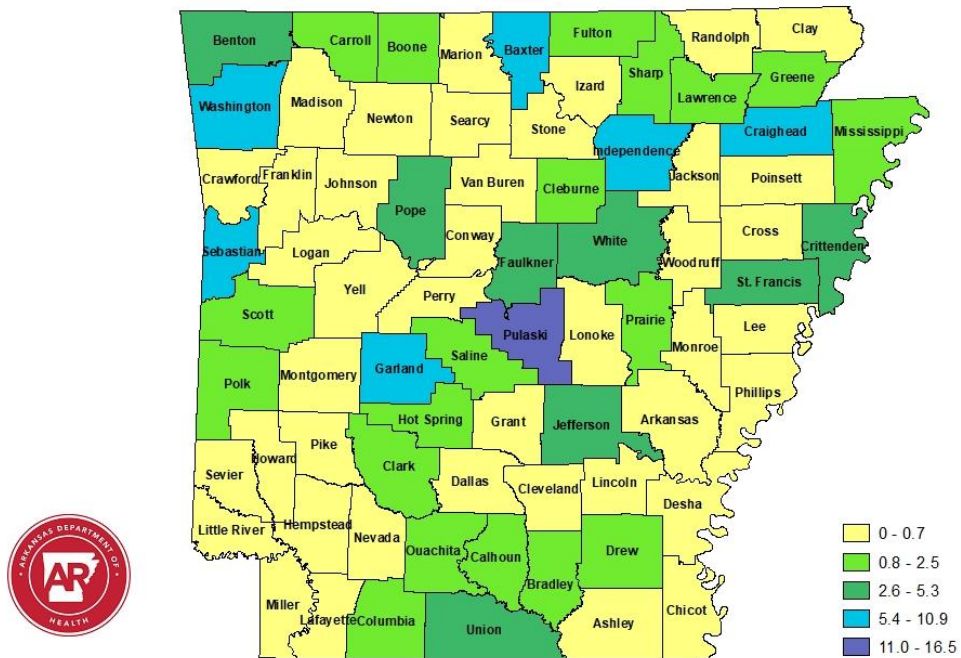 Benton
Carroll
Boone
Marion
Baxter
Fulton
Randolph
Clay
Sharp
Izard
Lawrence
Greene
Washington
Madison
Newton
Searcy
Stone
Independence
Craighead
Mississippi
Jackson
Poinsett
Crawford
Franklin
Johnson
Pope
Van Buren
Cleburne
White
Conway
Faulkner
Woodruff
Cross
Crittenden
St. Francis
Sebastian
Logan
Yell
Perry
Pulaski
Lonoke
Prairie
Monroe
Lee
Phillips
Scott
Saline
Garland
Montgomery
Polk
Hot Spring
Grant
Jefferson
Arkansas
Pike
Howard
Sevier
Clark
Dallas
Cleveland
Lincoln
Desha
Little River
Hempstead
Nevada
Ouachita
Calhoun
Bradley
Drew
Miller
Lafayette
Columbia
Union
Ashley
Chicot
ARKANSAS DEPARTMENT OF
AR
HEALTH
0 - 0.7
0.8 - 2.5
2.6 - 5.3
5.4 - 10.9
11.0 - 16.5